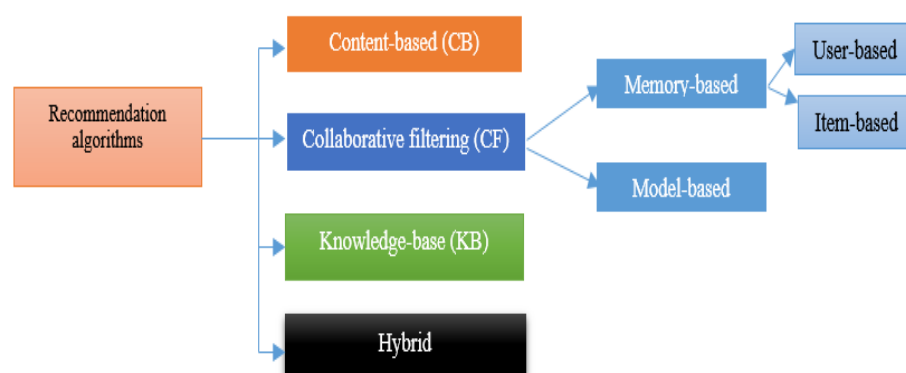 Recommendation
algorithms
Content-based (CB)
Collaborative filtering (CF)
Knowledge-base (KB)
Hybrid
Memory-based
Model-based
User-based
Item-based